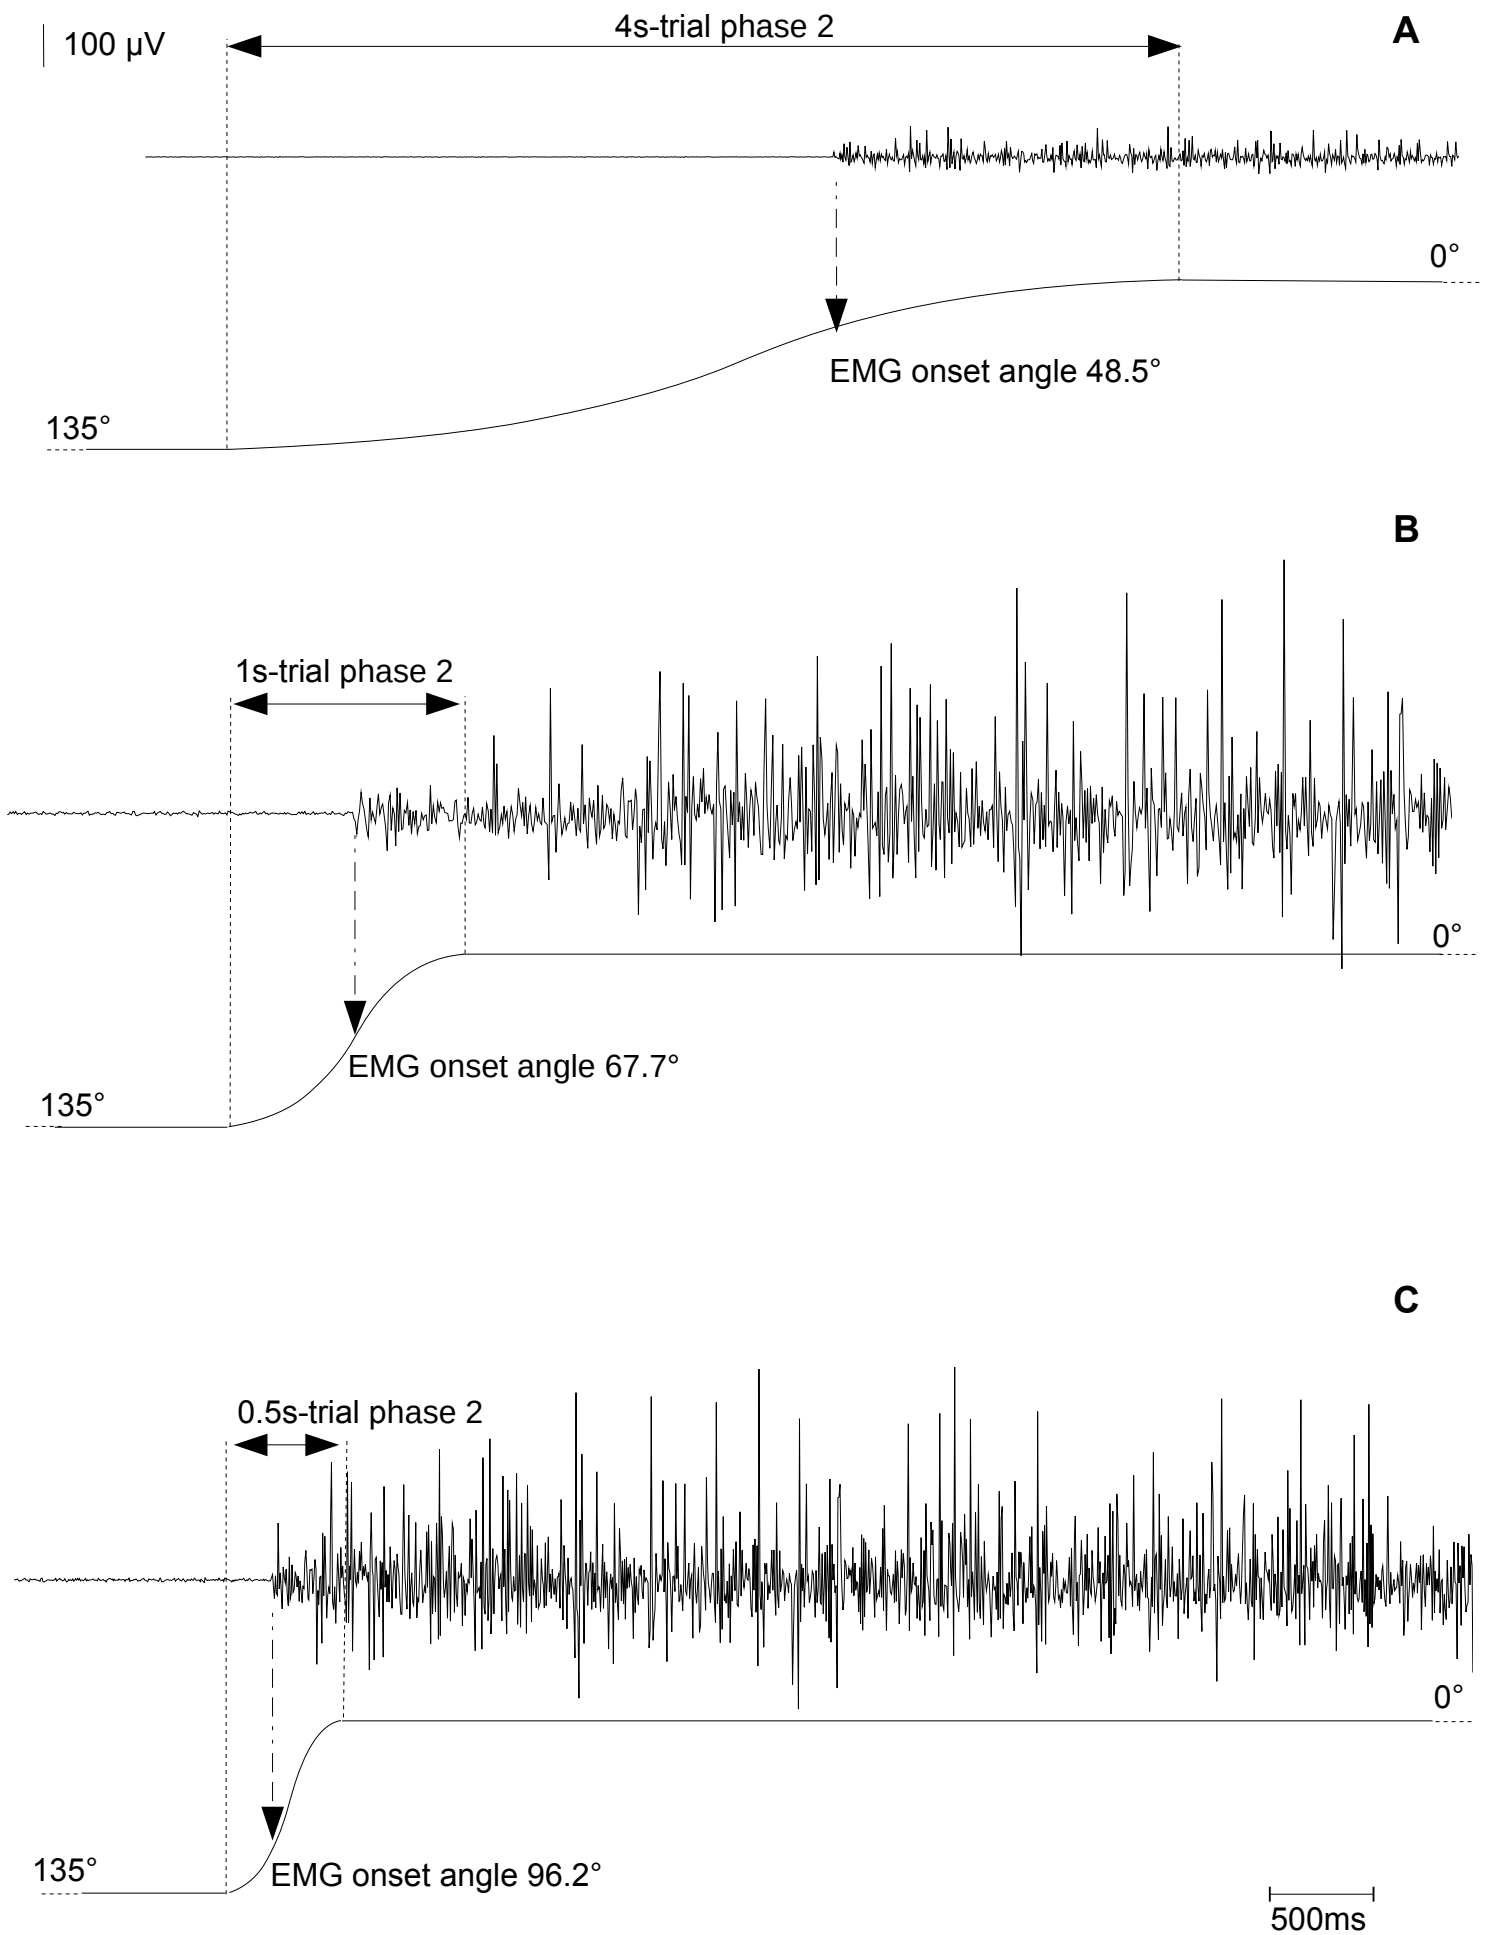 100 µV
4s-trial phase 2
A
0°
EMG onset angle 48.5°
135°
B
1s-trial phase 2
0°
EMG onset angle 67.7°
135°
C
0.5s-trial phase 2
0°
135°
EMG onset angle 96.2°
500ms